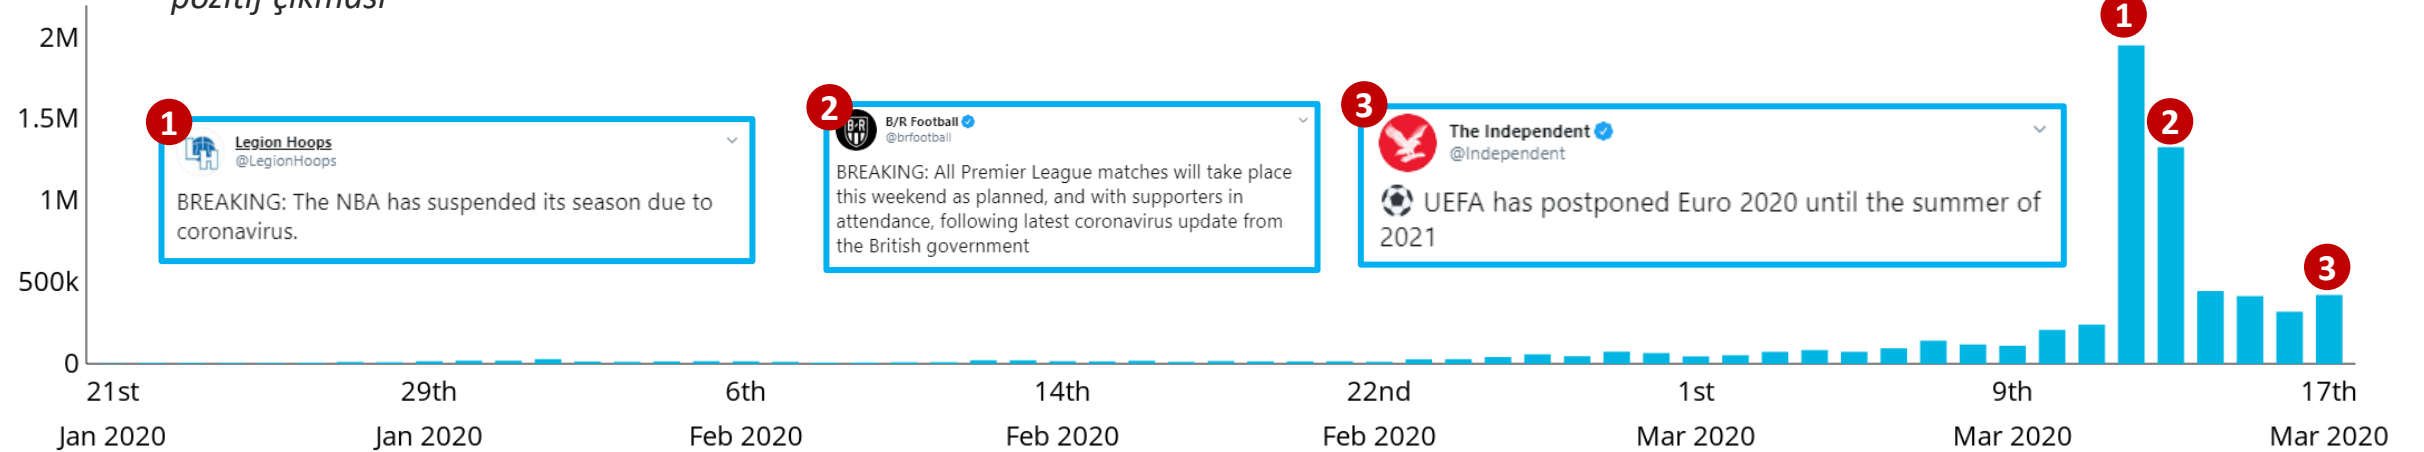 pozitif çıkması
2M
1.5M
1M
500k
0
1
Legion Hoops
@LegionHoops
BREAKING: The NBA has suspended its season due to
coronavirus.
2
B/R Football
@brfootball
BREAKING: All Premier League matches will take place
this weekend as planned, and with supporters in
attendance, following latest coronavirus update from
the British government
3
The Independent
@Independent
UEFA has postponed Euro 2020 until the summer of
2021
1
2
3
21st 29th 6th 14th 22nd 1st 9th 17th
Jan 2020 Jan 2020 Feb 2020 Feb 2020 Feb 2020 Mar 2020 Mar 2020 Mar 2020